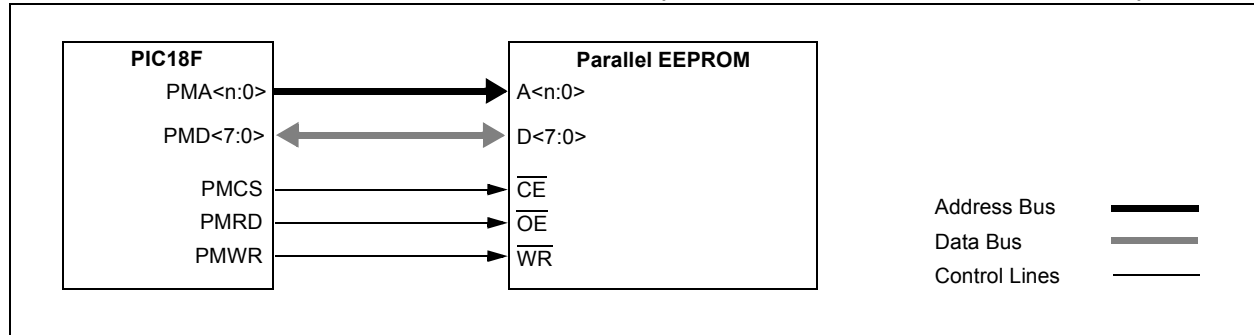 PIC18F Parallel EEPROM
PMA<n:0> A<n:0>
PMD<7:0> D<7:0>
PMCS CE
PMRD OE
PMWR WR
Address Bus
Data Bus
Control Lines